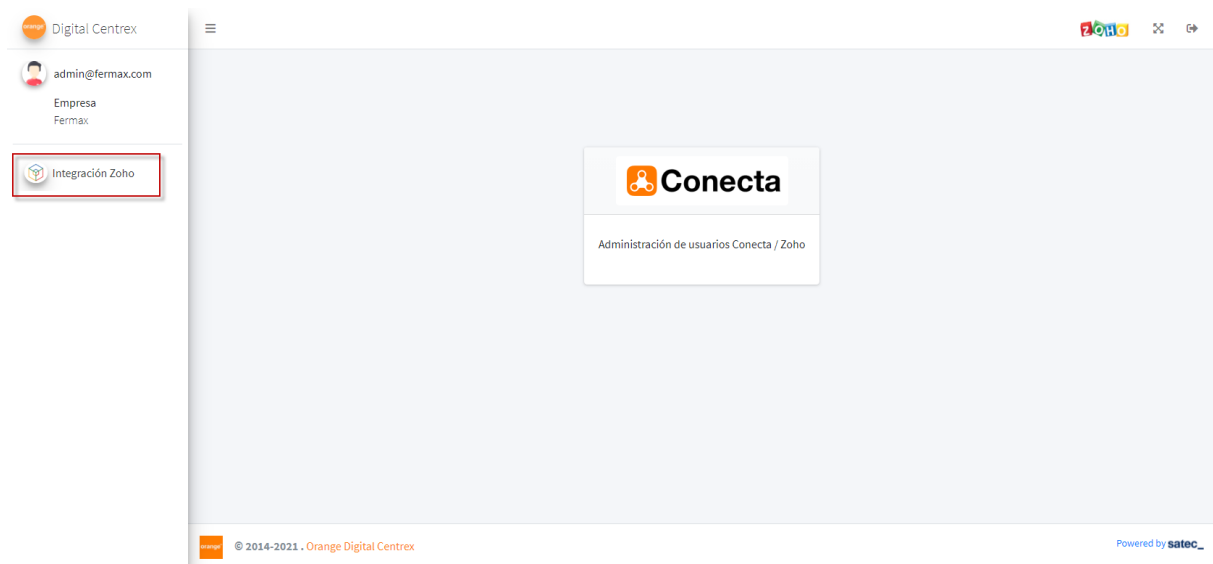 orange Digital Centrex
ZOHO
admin@fermax.com
Empresa
Fermax
Integración Zoho
Conecta
Administración de usuarios Conecta / Zoho
orange © 2014-2021 . Orange Digital Centrex
Powered by satec_